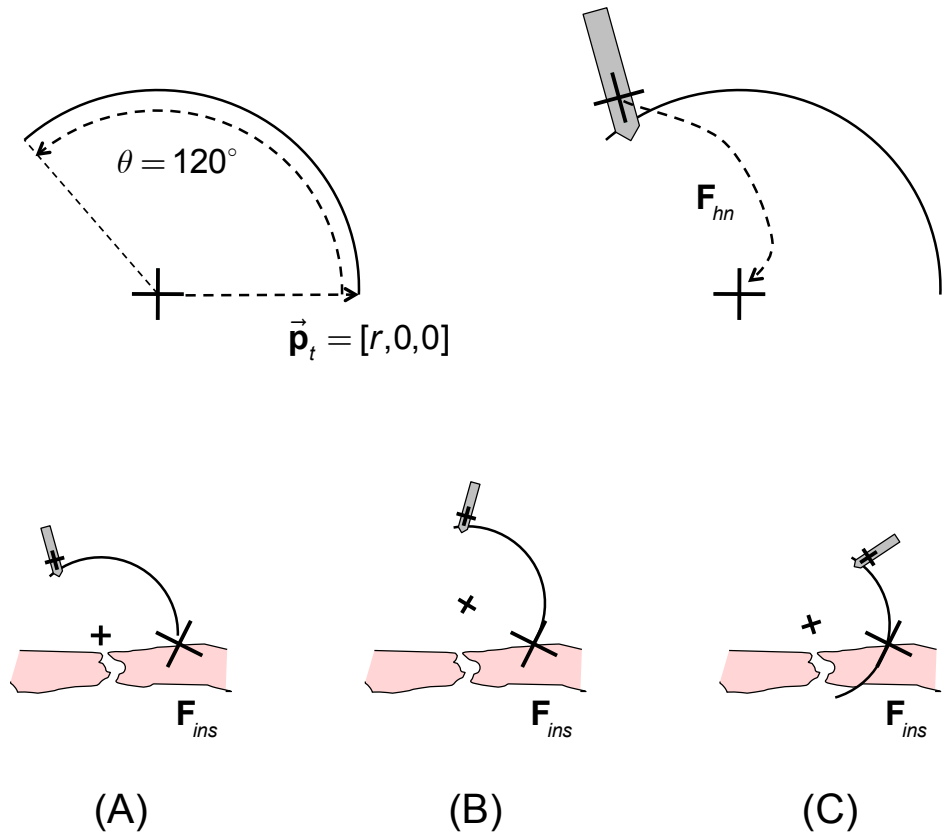 θ = 120°
F_hn
p⃗_t = [r,0,0]
F_ins
F_ins
F_ins
(A)
(B)
(C)